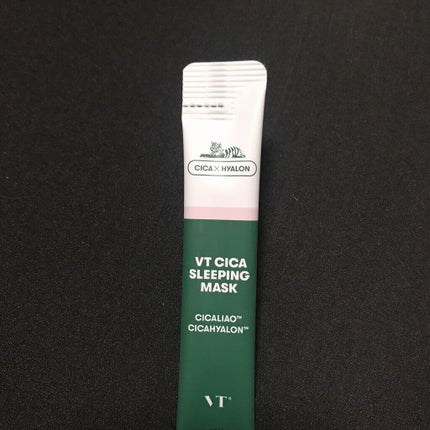 CICA×HYALON
VT CICA
SLEEPING
MASK
CICALIAO™
CICAHYALON™
VT®